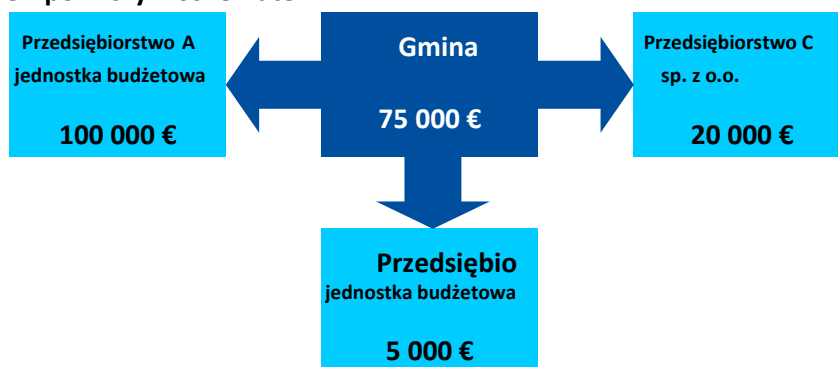 Przedsiębiorstwo A
jednostka budżetowa
100 000 €
Gmina
75 000 €
Przedsiębiorstwo C
sp. z o.o.
20 000 €
Przedsiębio
jednostka budżetowa
5 000 €